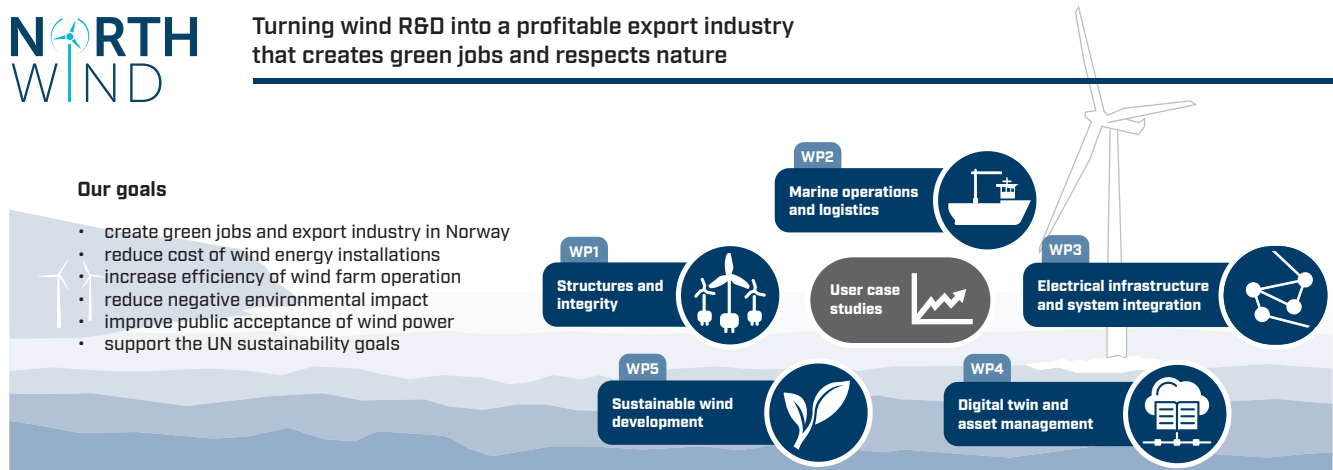 NORTH
WIND
Turning wind R&D into a profitable export industry
that creates green jobs and respects nature
Our goals
• create green jobs and export industry in Norway
• reduce cost of wind energy installations
• increase efficiency of wind farm operation
• reduce negative environmental impact
• improve public acceptance of wind power
• support the UN sustainability goals
WP1
Structures and
integrity
WP2
Marine operations
and logistics
WP3
Electrical infrastructure
and system integration
User case
studies
WP5
Sustainable wind
development
WP4
Digital twin and
asset management